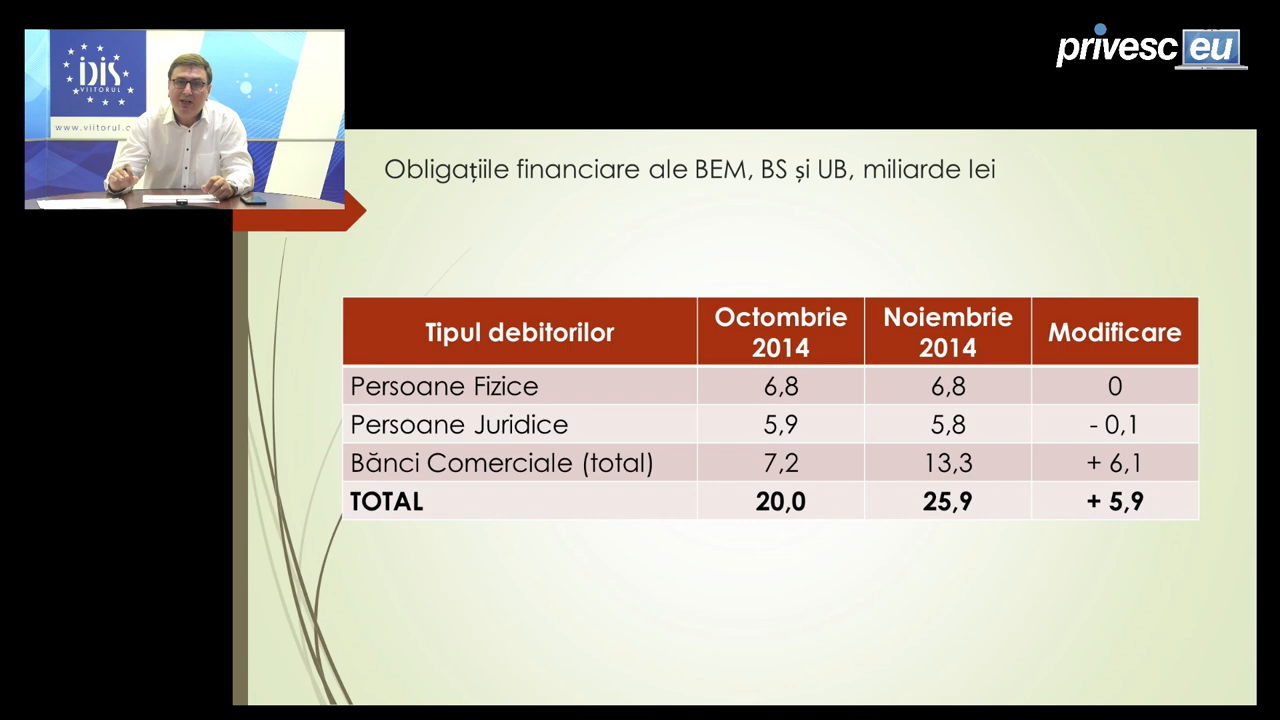 privesc eu
iDiS
VIITORUL
www.viitorul.o
Obligațiile financiare ale BEM, BS și UB, miliarde lei
Tipul debitorilor Octombrie 2014 Noiembrie 2014 Modificare
Persoane Fizice 6,8 6,8 0
Persoane Juridice 5,9 5,8 - 0,1
Bănci Comerciale (total) 7,2 13,3 + 6,1
TOTAL 20,0 25,9 + 5,9